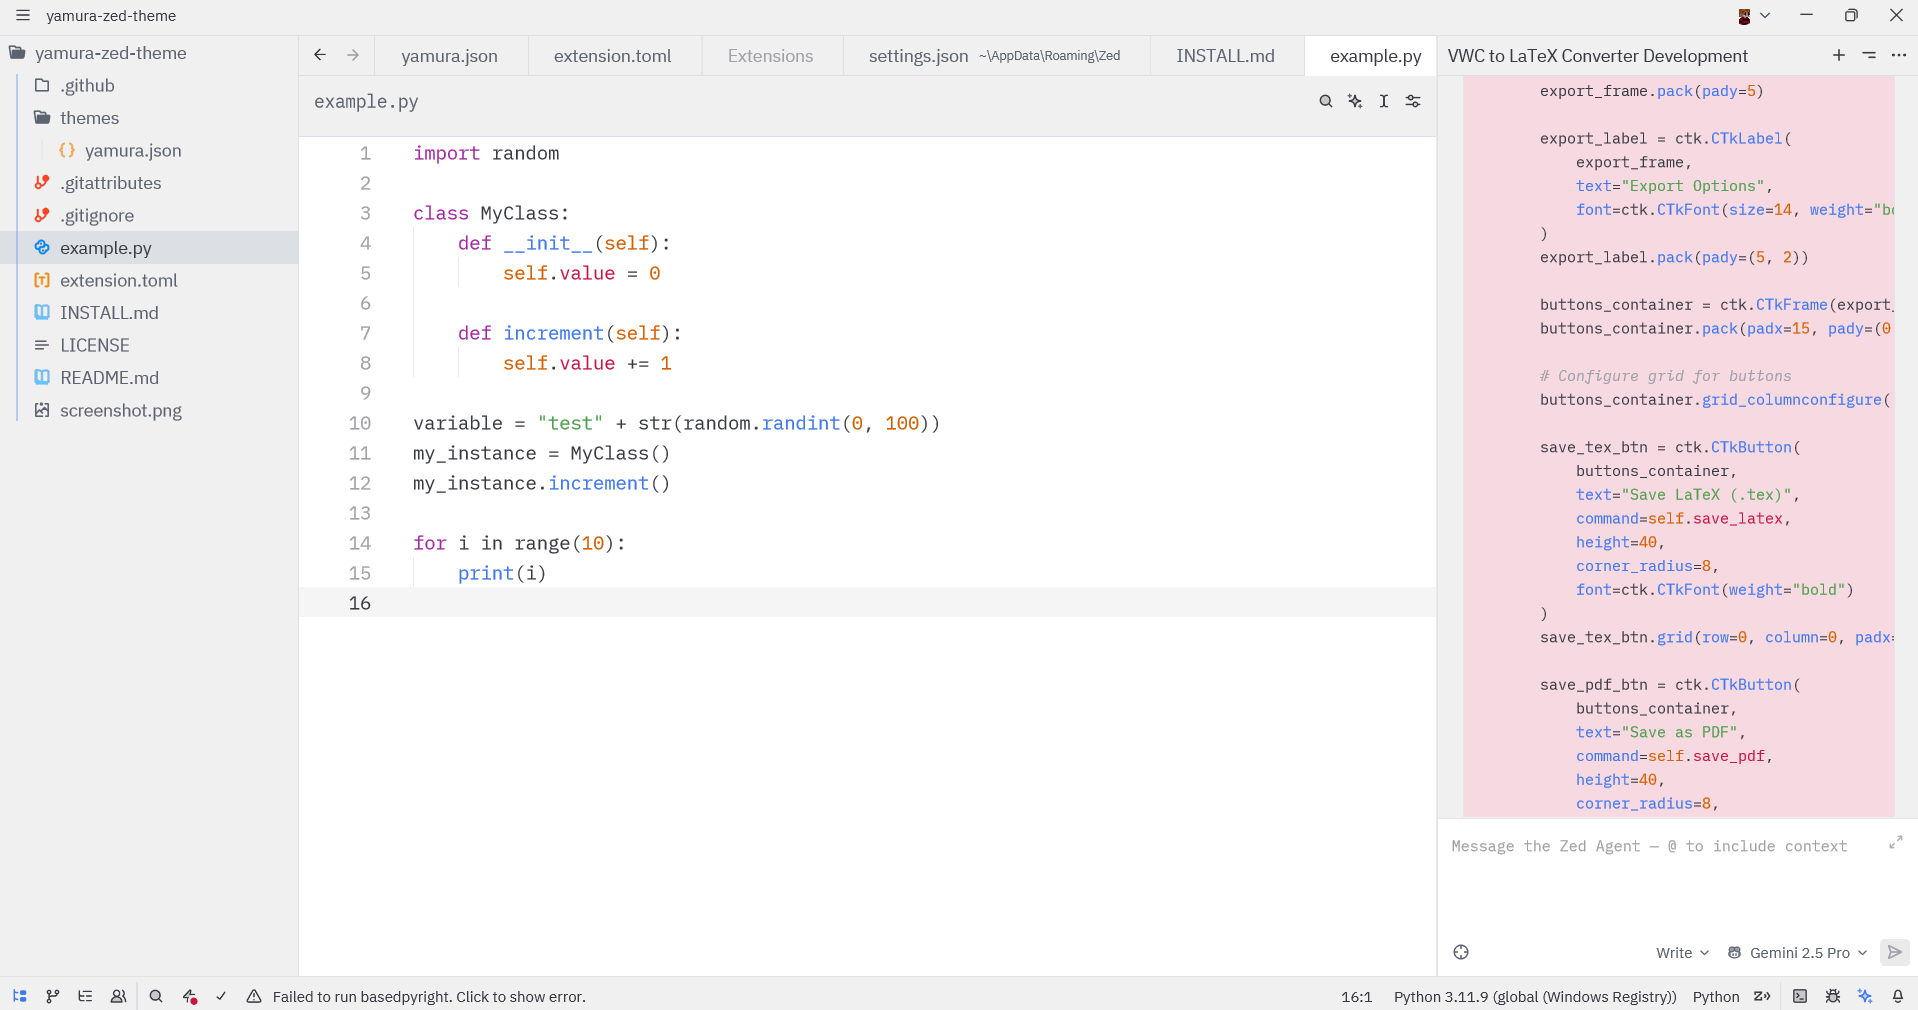 yamura-zed-theme
yamura-zed-theme
.github
themes
yamura.json
.gitattributes
.gitignore
example.py
extension.toml
INSTALL.md
LICENSE
README.md
screenshot.png
yamura.json
extension.toml
Extensions
settings.json ~\AppData\Roaming\Zed
INSTALL.md
example.py
example.py
1 import random
2
3 class MyClass:
4     def __init__(self):
5         self.value = 0
6
7     def increment(self):
8         self.value += 1
9
10 variable = "test" + str(random.randint(0, 100))
11 my_instance = MyClass()
12 my_instance.increment()
13
14 for i in range(10):
15     print(i)
16
VWC to LaTeX Converter Development
export_frame.pack(pady=5)
export_label = ctk.CTkLabel(
    export_frame,
    text="Export Options",
    font=ctk.CTkFont(size=14, weight="bo
)
export_label.pack(pady=(5, 2))
buttons_container = ctk.CTkFrame(export_
buttons_container.pack(padx=15, pady=(0
# Configure grid for buttons
buttons_container.grid_columnconfigure(
save_tex_btn = ctk.CTkButton(
    buttons_container,
    text="Save LaTeX (.tex)",
    command=self.save_latex,
    height=40,
    corner_radius=8,
    font=ctk.CTkFont(weight="bold")
)
save_tex_btn.grid(row=0, column=0, padx=
save_pdf_btn = ctk.CTkButton(
    buttons_container,
    text="Save as PDF",
    command=self.save_pdf,
    height=40,
    corner_radius=8,
Message the Zed Agent — @ to include context
Write
Gemini 2.5 Pro
Failed to run basedpyright. Click to show error.
16:1
Python 3.11.9 (global (Windows Registry))
Python